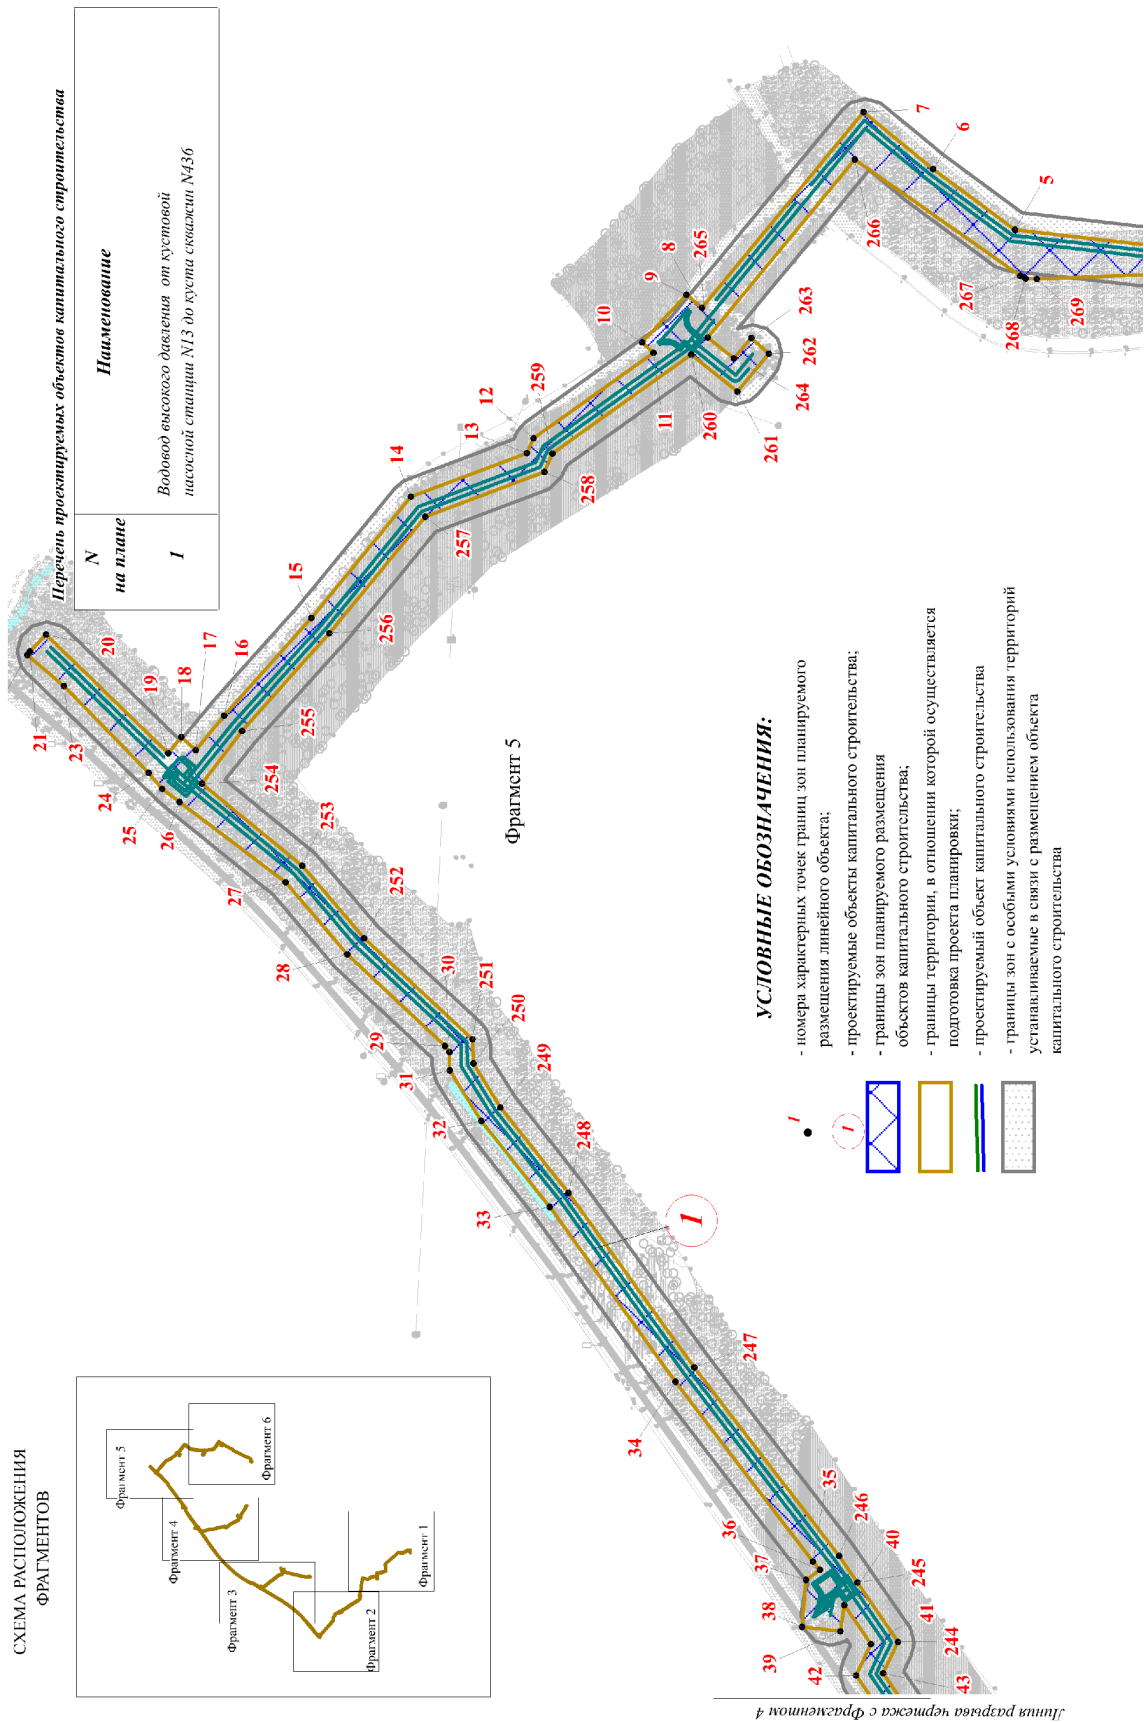 СХЕМА РАСПОЛОЖЕНИЯ
ФРАГМЕНТОВ
Фрагмент 5
Фрагмент 6
Фрагмент 4
Фрагмент 3
Фрагмент 2
Фрагмент 1
Перечень проектируемых объектов капитального строительства
N
на плане
Наименование
1
Водовод высокого давления от кустовой
насосной станции N13 до куста скважин N436
Фрагмент 5
УСЛОВНЫЕ ОБОЗНАЧЕНИЯ:
1
- номера характерных точек границ зон планируемого
размещения линейного объекта;
1
- проектируемые объекты капитального строительства;
- границы зон планируемого размещения
объектов капитального строительства;
- границы территории, в отношении которой осуществляется
подготовка проекта планировки;
- проектируемый объект капитального строительства
- границы зон с особыми условиями использования территорий
устанавливаемые в связи с размещением объекта
капитального строительства
Линия разрыва чертежа с Фрагментом 4
1
5
6
7
8
9
10
11
12
13
14
15
16
17
18
19
20
21
23
24
25
26
27
28
29
30
31
32
33
34
35
36
37
38
39
40
41
42
43
244
245
246
247
248
249
250
251
252
253
254
255
256
257
258
259
260
261
262
263
264
265
266
267
268
269